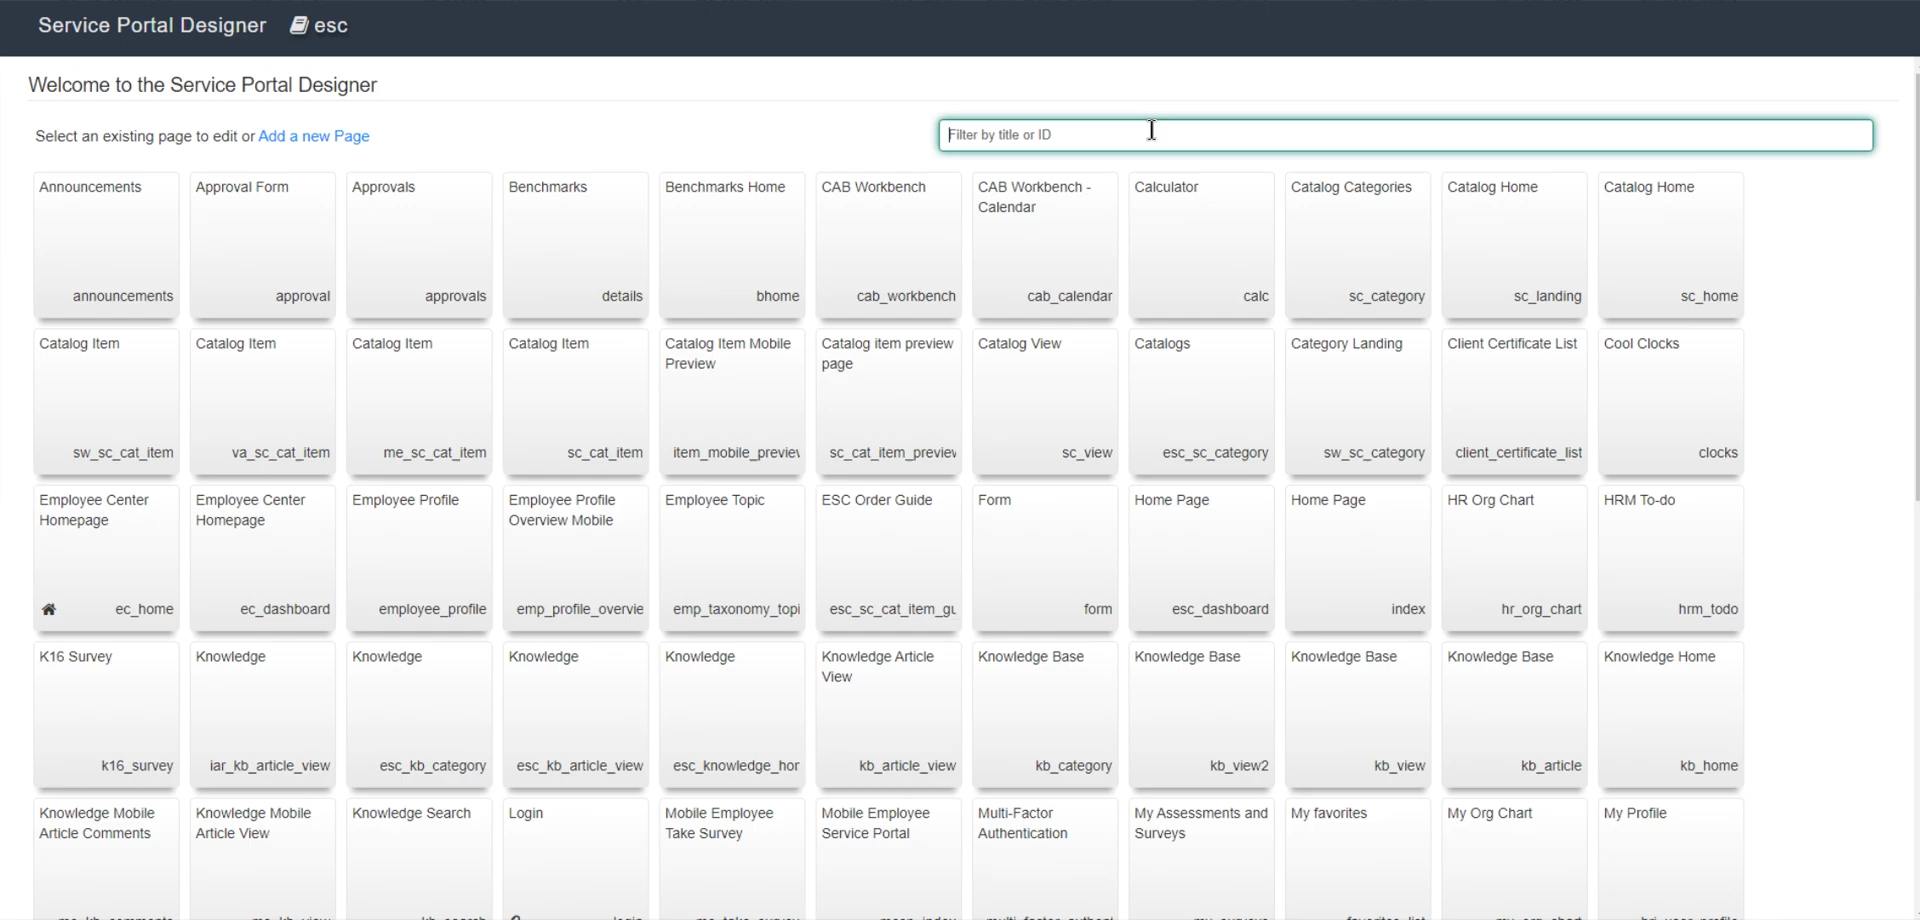 Service Portal Designer esc
Welcome to the Service Portal Designer
Select an existing page to edit or Add a new Page
Filter by title or ID
Announcements
announcements
Approval Form
approval
Approvals
approvals
Benchmarks
details
Benchmarks Home
bhome
CAB Workbench
cab_workbench
CAB Workbench -
Calendar
cab_calendar
Calculator
calc
Catalog Categories
sc_category
Catalog Home
sc_landing
Catalog Home
sc_home
Catalog Item
sw_sc_cat_item
Catalog Item
va_sc_cat_item
Catalog Item
me_sc_cat_item
Catalog Item
sc_cat_item
Catalog Item Mobile
Preview
item_mobile_previev
Catalog item preview
page
sc_cat_item_previev
Catalog View
sc_view
Catalogs
esc_sc_category
Category Landing
sw_sc_category
Client Certificate List
client_certificate_list
Cool Clocks
clocks
Employee Center
Homepage
ec_home
Employee Center
Homepage
ec_dashboard
Employee Profile
employee_profile
Employee Profile
Overview Mobile
emp_profile_overvie
Employee Topic
emp_taxonomy_topi
ESC Order Guide
esc_sc_cat_item_gu
Form
form
Home Page
esc_dashboard
Home Page
index
HR Org Chart
hr_org_chart
HRM To-do
hrm_todo
K16 Survey
k16_survey
Knowledge
iar_kb_article_view
Knowledge
esc_kb_category
Knowledge
esc_kb_article_view
Knowledge
esc_knowledge_hor
Knowledge Article
View
kb_article_view
Knowledge Base
kb_category
Knowledge Base
kb_view2
Knowledge Base
kb_view
Knowledge Base
kb_article
Knowledge Home
kb_home
Knowledge Mobile
Article Comments
Knowledge Mobile
Article View
Knowledge Search
Login
Mobile Employee
Take Survey
Mobile Employee
Service Portal
Multi-Factor
Authentication
My Assessments and
Surveys
My favorites
My Org Chart
My Profile